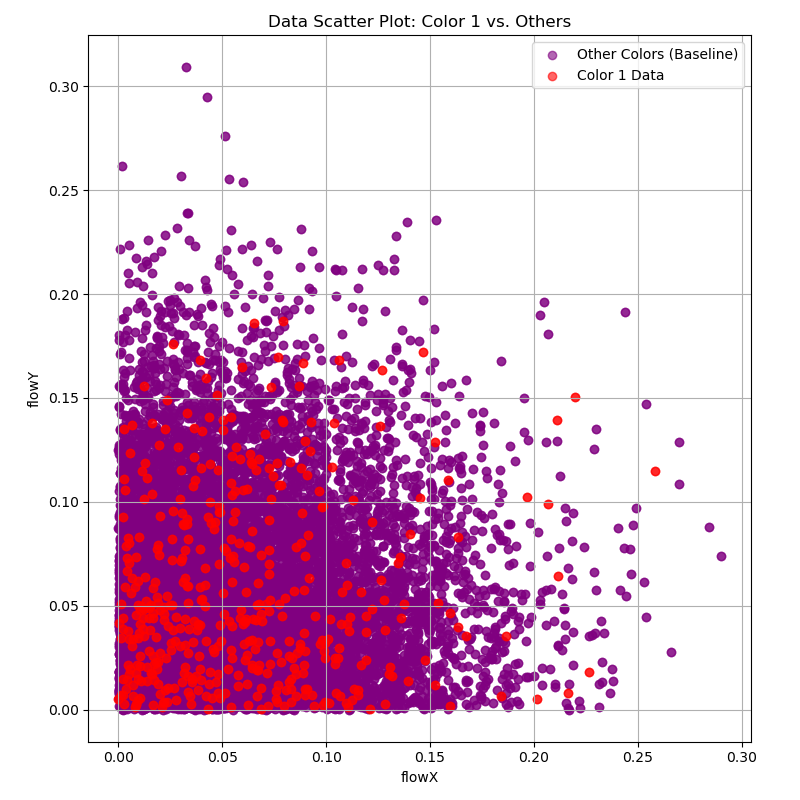 Data Scatter Plot: Color 1 vs. Others
Other Colors (Baseline)
Color 1 Data
flowY
0.30
0.25
0.20
0.15
0.10
0.05
0.00
0.00 0.05 0.10 0.15 0.20 0.25 0.30
flowX